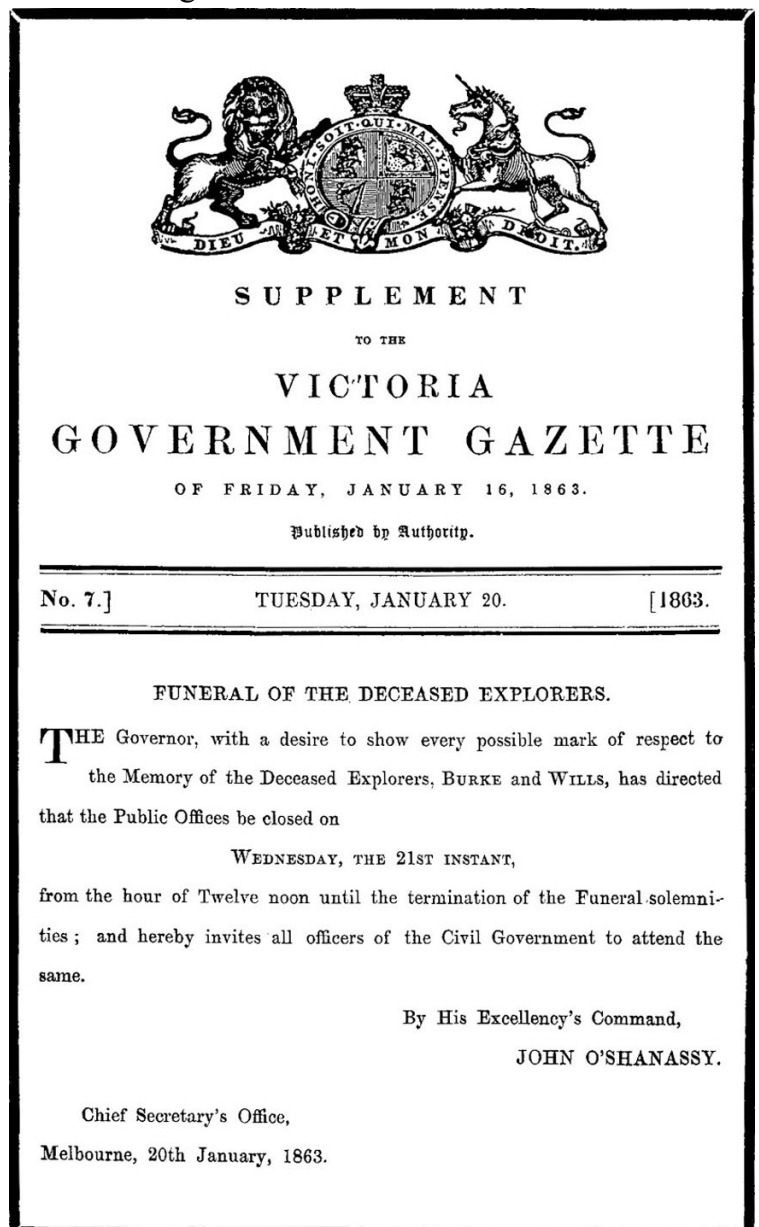 HONI·SOIT·QUI·MAL·Y·PENSE
DIEU ET MON DROIT.
SUPPLEMENT
TO THE
VICTORIA
GOVERNMENT GAZETTE
OF FRIDAY, JANUARY 16, 1863.
Published by Authority.
No. 7.] TUESDAY, JANUARY 20. [1863.
FUNERAL OF THE DECEASED EXPLORERS.
THE Governor, with a desire to show every possible mark of respect to
the Memory of the Deceased Explorers, BURKE and WILLS, has directed
that the Public Offices be closed on
WEDNESDAY, THE 21ST INSTANT,
from the hour of Twelve noon until the termination of the Funeral solemni-
ties ; and hereby invites all officers of the Civil Government to attend the
same.
By His Excellency's Command,
JOHN O'SHANASSY.
Chief Secretary's Office,
Melbourne, 20th January, 1863.